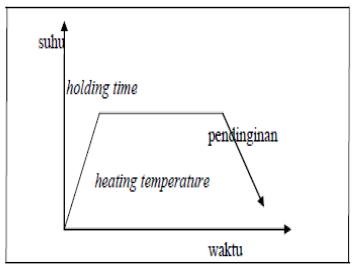 suhu
holding time
pendinginan
heating temperature
waktu